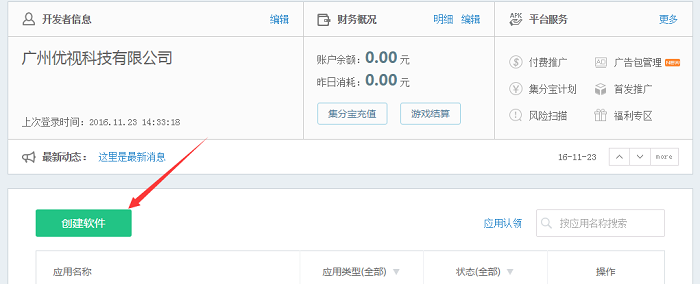 开发者信息 编辑
广州优视科技有限公司
上次登录时间：2016.11.23 14:33:18
财务概况 明细 编辑
账户余额：0.00 元
昨日消耗：0.00 元
集分宝充值 游戏结算
APK 平台服务 更多
付费推广 AD 广告包管理 NEW
集分宝计划 首发推广
风险扫描 福利专区
最新动态： 这里是最新消息 16-11-23 more
创建软件 应用认领 按应用名称搜索
应用名称 应用类型(全部) 状态(全部) 操作